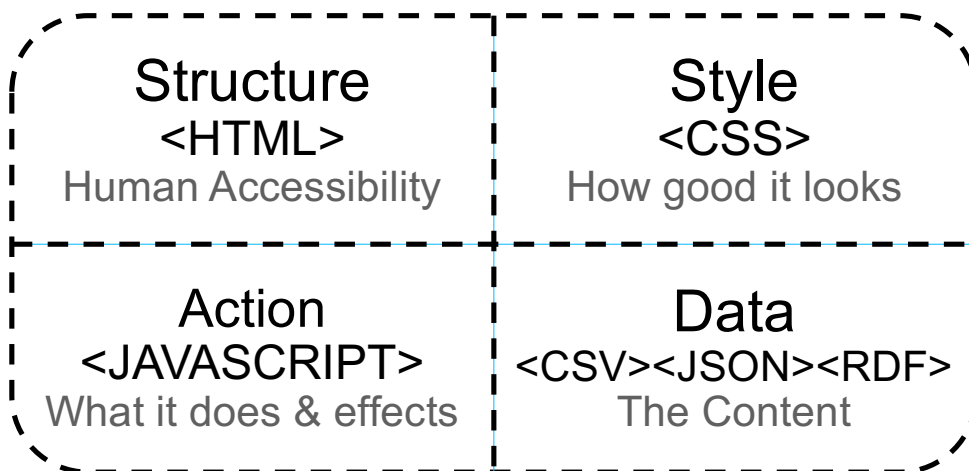 Structure
<HTML>
Human Accessibility
Style
<CSS>
How good it looks
Action
<JAVASCRIPT>
What it does & effects
Data
<CSV><JSON><RDF>
The Content